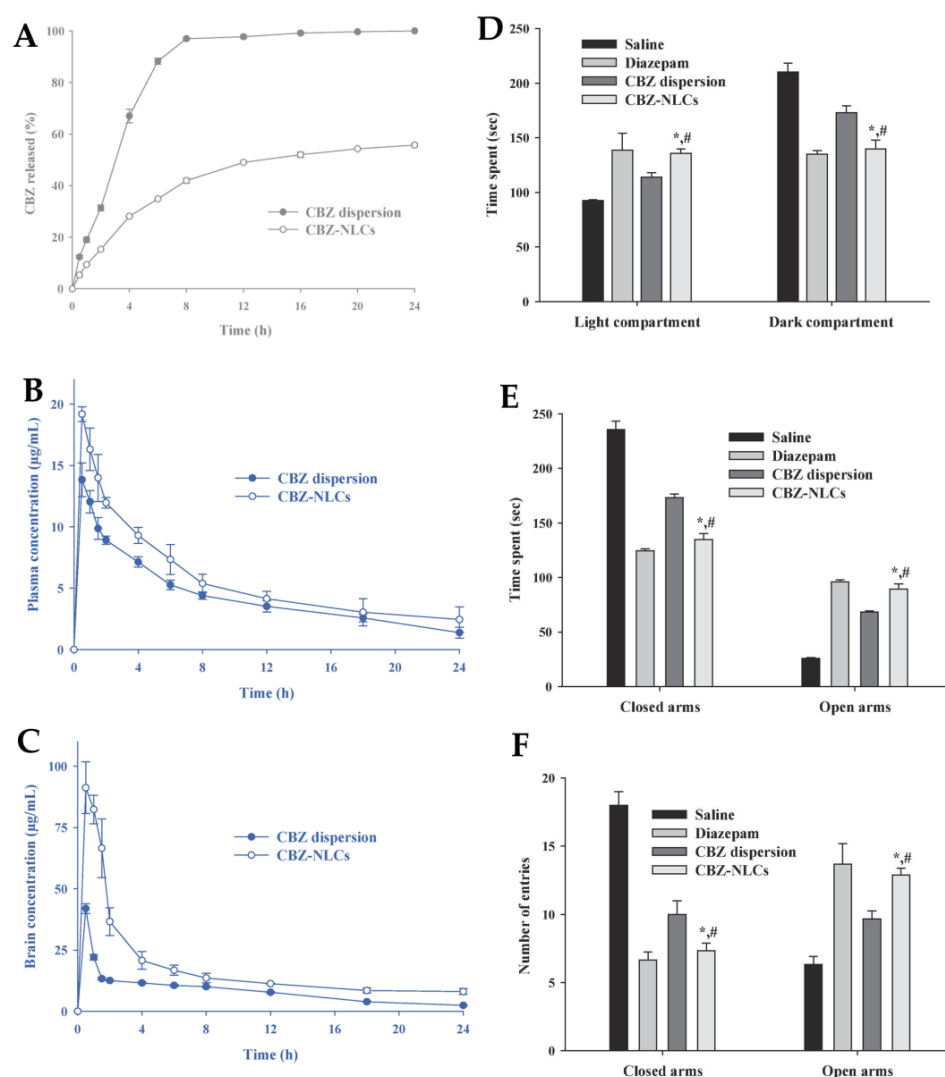 A
100
80
60
40
20
0
CBZ released (%)
CBZ dispersion
CBZ-NLCs
0 4 8 12 16 20 24
Time (h)
B
20
15
10
5
0
Plasma concentration (µg/mL)
CBZ dispersion
CBZ-NLCs
0 4 8 12 16 20 24
Time (h)
C
100
75
50
25
0
Brain concentration (µg/mL)
CBZ dispersion
CBZ-NLCs
0 4 8 12 16 20 24
Time (h)
D
250
200
150
100
50
0
Time spent (sec)
Saline
Diazepam
CBZ dispersion
CBZ-NLCs
*,#
*,#
Light compartment Dark compartment
E
250
200
150
100
50
0
Time spent (sec)
Saline
Diazepam
CBZ dispersion
CBZ-NLCs
*,#
*,#
Closed arms Open arms
F
20
15
10
5
0
Number of entries
Saline
Diazepam
CBZ dispersion
CBZ-NLCs
*,#
*,#
Closed arms Open arms